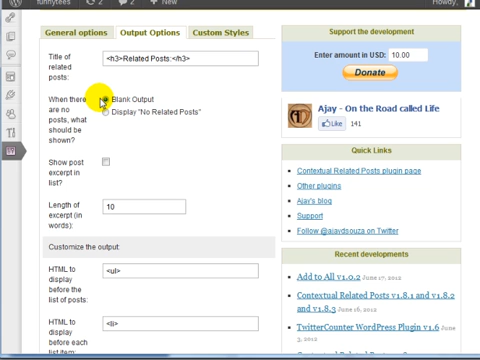 funnytees
2
General options
Output Options
Custom Styles
Title of related posts:
<h3>Related Posts:</h3>
When there are no posts, what should be shown?
Blank Output
Display "No Related Posts"
Show post excerpt in list?
Length of excerpt (in words):
10
Customize the output:
HTML to display before the list of posts:
<ul>
HTML to display before each list item:
<li>
Support the development
Enter amount in USD:
10.00
Donate
Ajay - On the Road called Life
Like
141
Quick Links
Contextual Related Posts plugin page
Other plugins
Ajay's blog
Support
Follow @ajaydsouza on Twitter
Recent developments
Add to All v1.0.2 June 17, 2012
Contextual Related Posts v1.8.1 and v1.8.2
and v1.8.3 June 16, 2012
TwitterCounter WordPress Plugin v1.6 June
3, 2012